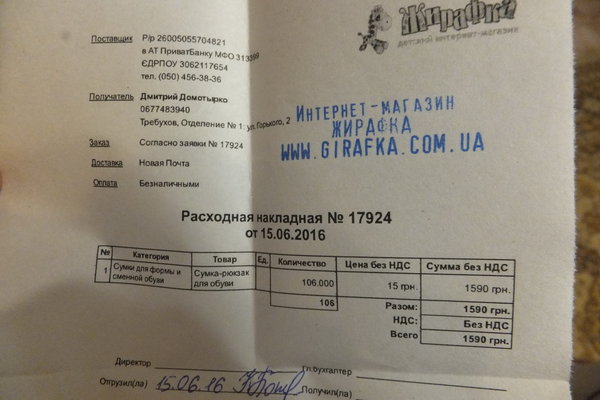 Жирафка
детский интернет-магазин
Поставщик Р/р 26005055704821
в АТ ПриватБанку МФО 313399
ЄДРПОУ 3062117654
тел. (050) 456-38-36
Получатель Дмитрий Домотырко
0677483940
Требухов, Отделение № 1: ул. Горького, 2
Заказ Согласно заявки № 17924
Доставка Новая Почта
Оплата Безналичными
Интернет-магазин
Жирафка
www.girafka.com.ua
Расходная накладная № 17924
от 15.06.2016
№ Категория Товар Ед. Количество Цена без НДС Сумма без НДС
1 Сумки для формы и сменной обуви Сумка-рюкзак для обуви 106.000 15 грн. 1590 грн.
106 Разом: 1590 грн.
НДС: Без НДС
Всего 1590 грн.
Директор Гл.бухгалтер
Отгрузил(ла) 15.06.16 Получил(ла)